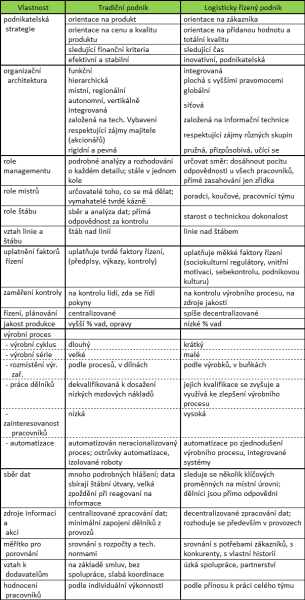 Vlastnost Tradiční podnik Logisticky řízený podnik
podnikatelská orientace na produkt orientace na zákazníka
strategie orientace na cenu a kvalitu orientace na přidanou hodnotu a
produktu totální kvalitu
sledující finanční kriteria sledující čas
efektivní a stabilní inovativní, podnikatelská
organizační funkční integrovaná
architektura hierarchická plochá s vyššími pravomocemi
místní, regionální globální
autonomní, vertikálně
integrovaná síťová
založená na tech. Vybavení založená na informační technice
respektující zájmy majitele
(akcionářů) respektující zájmy různých skupin
rigidní a pevná pružná, přizpůsobivá, učící se
role podrobné analýzy a rozhodování určovat směr: dosáhnout pocitu
managementu o každém detailu; stále v jednom odpovědnosti u všech pracovníků,
kole přímé zasahování jen zřídka
role mistrů určovatelé toho, co se má dělat; poradci, koučové, pracovníci týmu
vymahatelé tvrdé kázně
role štábu sběr a analýza dat; přímá starost o technickou dokonalost
odpovědnost za kontrolu
vztah linie a štáb nad linií linie nad štábem
štábu
uplatnění faktorů uplatňuje tvrdé faktory řízení, uplatňuje měkké faktory řízení
řízení (předpisy, výkazy, kontroly) (sociokulturní regulátory, vnitřní
motivaci, sebekontrolu, podnikovou
kulturu)
zaměření kontroly na kontrolu lidí, zda se řídí na kontrolu výrobního procesu, na
pokyny zdroje jakosti
řízení, plánování centralizované spíše decentralizované
jakost produkce vyšší % vad, opravy nízké % vad
výrobní proces
- výrobní cyklus dlouhý krátký
- výrobní série velké malé
- rozmístění výr. podle procesů, v dílnách podle výrobků, v buňkách
zař.
- práce dělníků dekvalifikovaná k dosažení jejich kvalifikace se zvyšuje a
nízkých mzdových nákladů využívá ke zlepšení výrobního
procesu
- nízká vysoká
zainteresovanost
pracovníků
- automatizace automatizován neracionalizovaný automatizace po zjednodušení
proces; ostrůvky automatizace, výrobního procesu, integrované
izolované roboty systémy
sběr dat mnoho podrobných hlášení; data sleduje se několik klíčových
sbírají štábní útvary, velká proměnných na místní úrovni;
zpoždění při reagování na dělníci jsou přímo odpovědní
informace
zdroje informací centralizované zpracování dat; decentralizované zpracování dat;
a minimální zapojení dělníků z rozhoduje se především v provozech
akcí provozů
měřítko pro srovnání s rozpočty a tech. srovnání s potřebami zákazníků, s
porovnání normami konkurenty, s vlastní historií
vztah k na základě smluv, bez úzká spolupráce, partnerství
dodavatelům spolupráce, slabá koordinace
hodnocení podle individuální výkonnosti podle přínosu k práci celého týmu
pracovníků